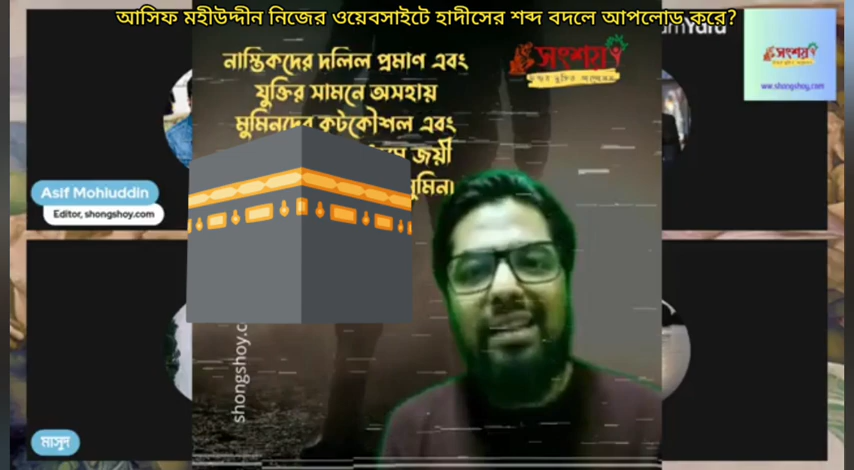 আসিফ মহীউদ্দীন নিজের ওয়েবসাইটে হাদীসের শব্দ বদলে আপলোড করে?
নাস্তিকদের দলিল প্রমাণ এবং
যুক্তির সামনে অসহায়
মুমিনদের কটকৌশল এবং
জয়ী
সংশয়
সংশয়
www.shongshoy.com
Asif Mohiuddin
Editor, shongshoy.com
shongshoy.c
মাসুদ